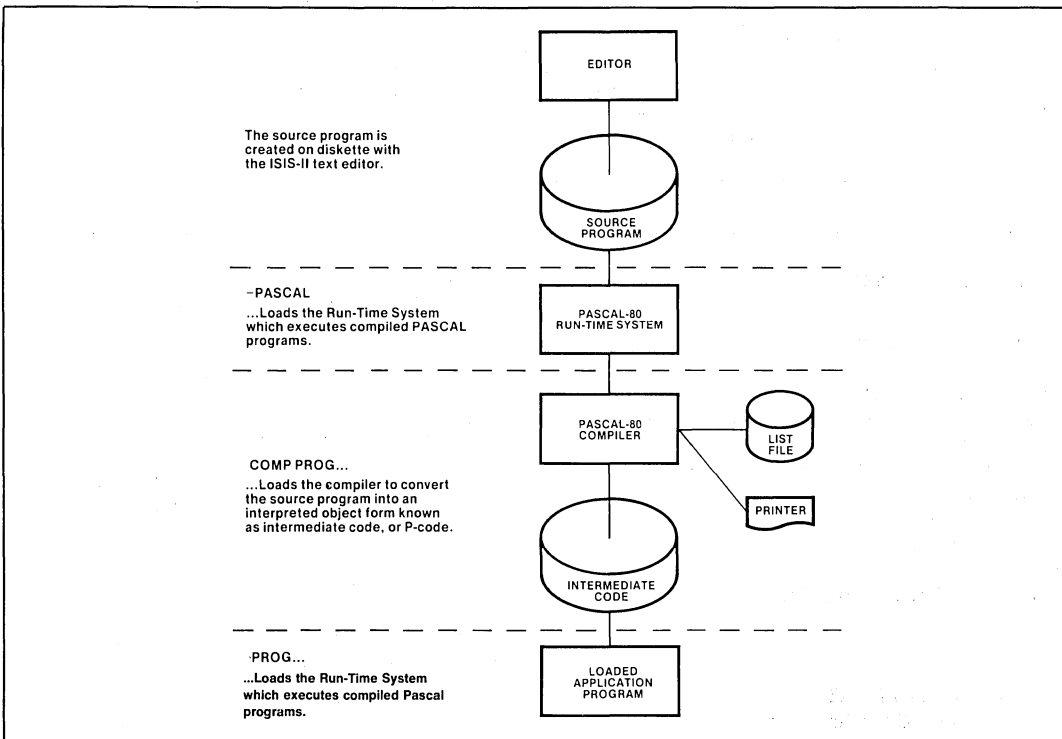 EDITOR
The source program is
created on diskette with
the ISIS-II text editor.
SOURCE
PROGRAM
-PASCAL
...Loads the Run-Time System
which executes compiled PASCAL
programs.
PASCAL-80
RUN-TIME SYSTEM
PASCAL-80
COMPILER
LIST
FILE
COMP PROG...
...Loads the compiler to convert
the source program into an
interpreted object form known
as intermediate code, or P-code.
PRINTER
INTERMEDIATE
CODE
PROG...
...Loads the Run-Time System
which executes compiled Pascal
programs.
LOADED
APPLICATION
PROGRAM